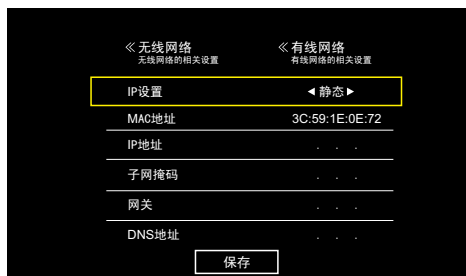 ≪无线网络 ≪有线网络
无线网络的相关设置 有线网络的相关设置
IP设置 ◀静态▶
MAC地址 3C:59:1E:0E:72
IP地址 . . .
子网掩码 . . .
网关 . . .
DNS地址 . . .
保存